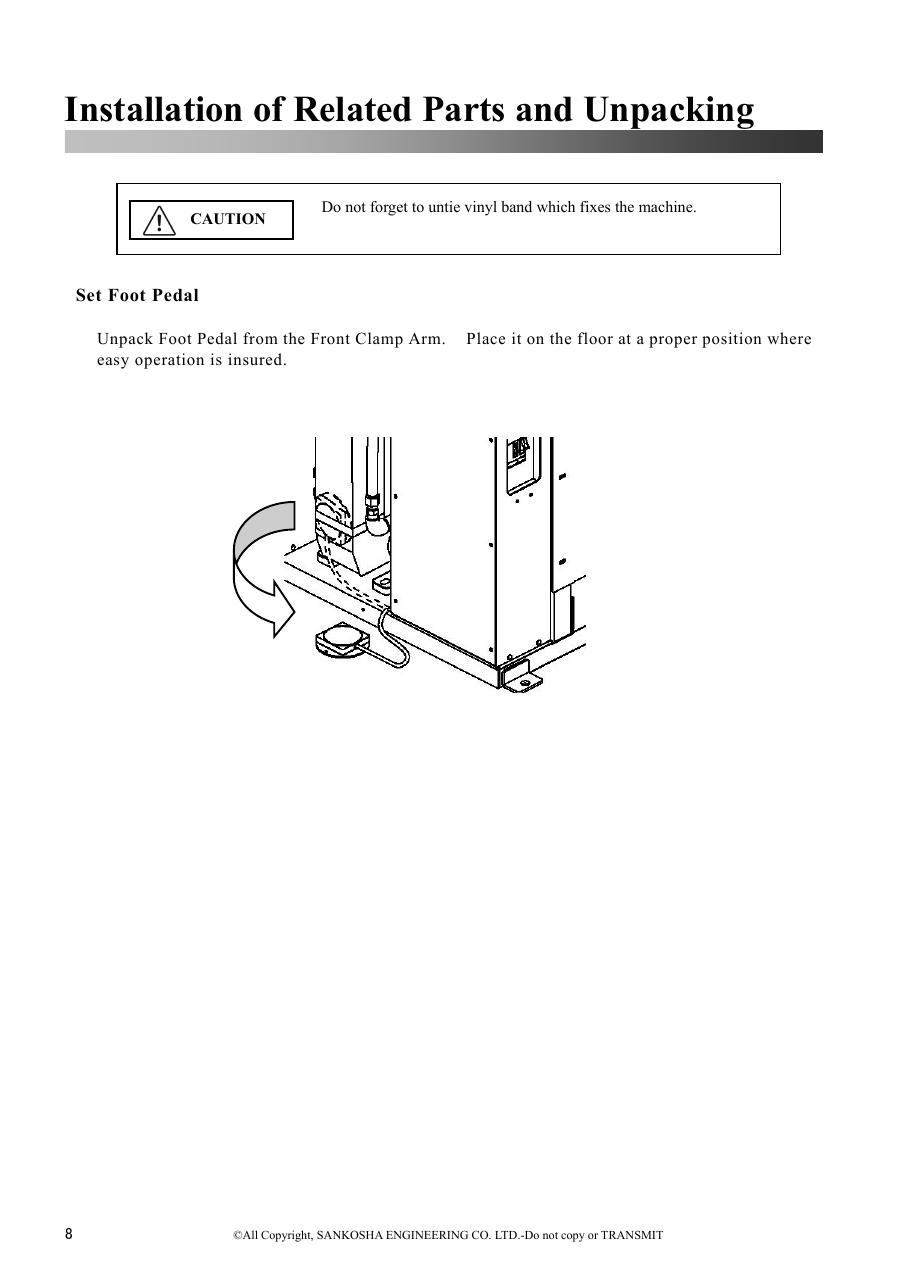 Installation of Related Parts and Unpacking
CAUTION
Do not forget to untie vinyl band which fixes the machine.
Set Foot Pedal
Unpack Foot Pedal from the Front Clamp Arm. Place it on the floor at a proper position where
easy operation is insured.
8
©All Copyright, SANKOSHA ENGINEERING CO. LTD.-Do not copy or TRANSMIT